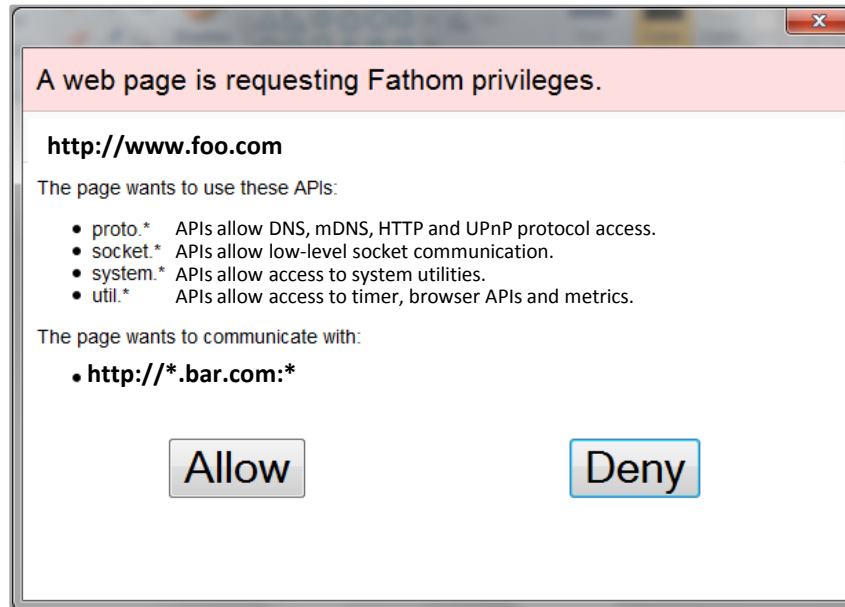 A web page is requesting Fathom privileges.
http://www.foo.com
The page wants to use these APIs:
• proto.* APIs allow DNS, mDNS, HTTP and UPnP protocol access.
• socket.* APIs allow low-level socket communication.
• system.* APIs allow access to system utilities.
• util.* APIs allow access to timer, browser APIs and metrics.
The page wants to communicate with:
• http://*.bar.com:*
Allow Deny